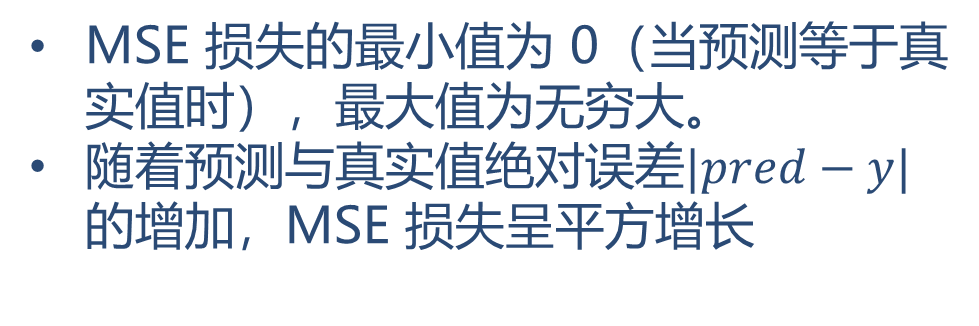 • MSE 损失的最小值为 0（当预测等于真
实值时），最大值为无穷大。
• 随着预测与真实值绝对误差|pred − y|
的增加，MSE 损失呈平方增长